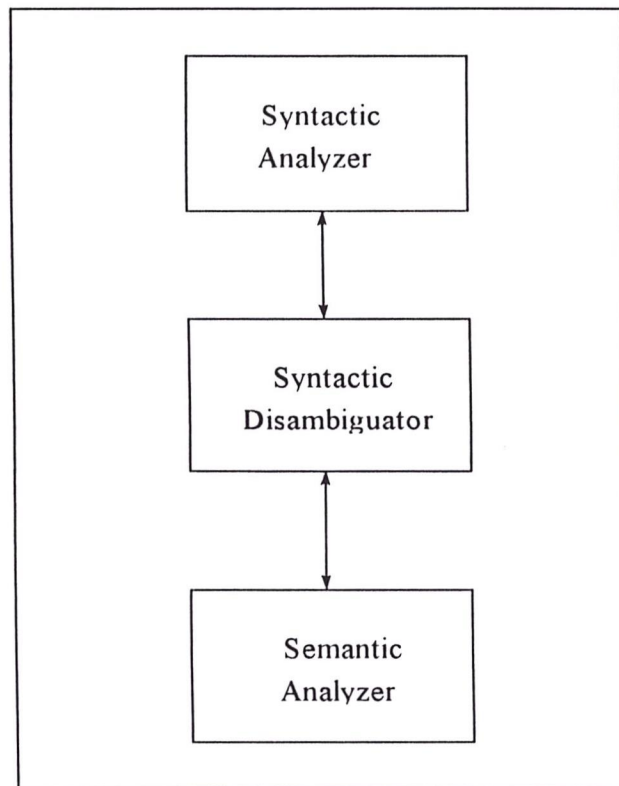 Syntactic
Analyzer
Syntactic
Disambiguator
Semantic
Analyzer